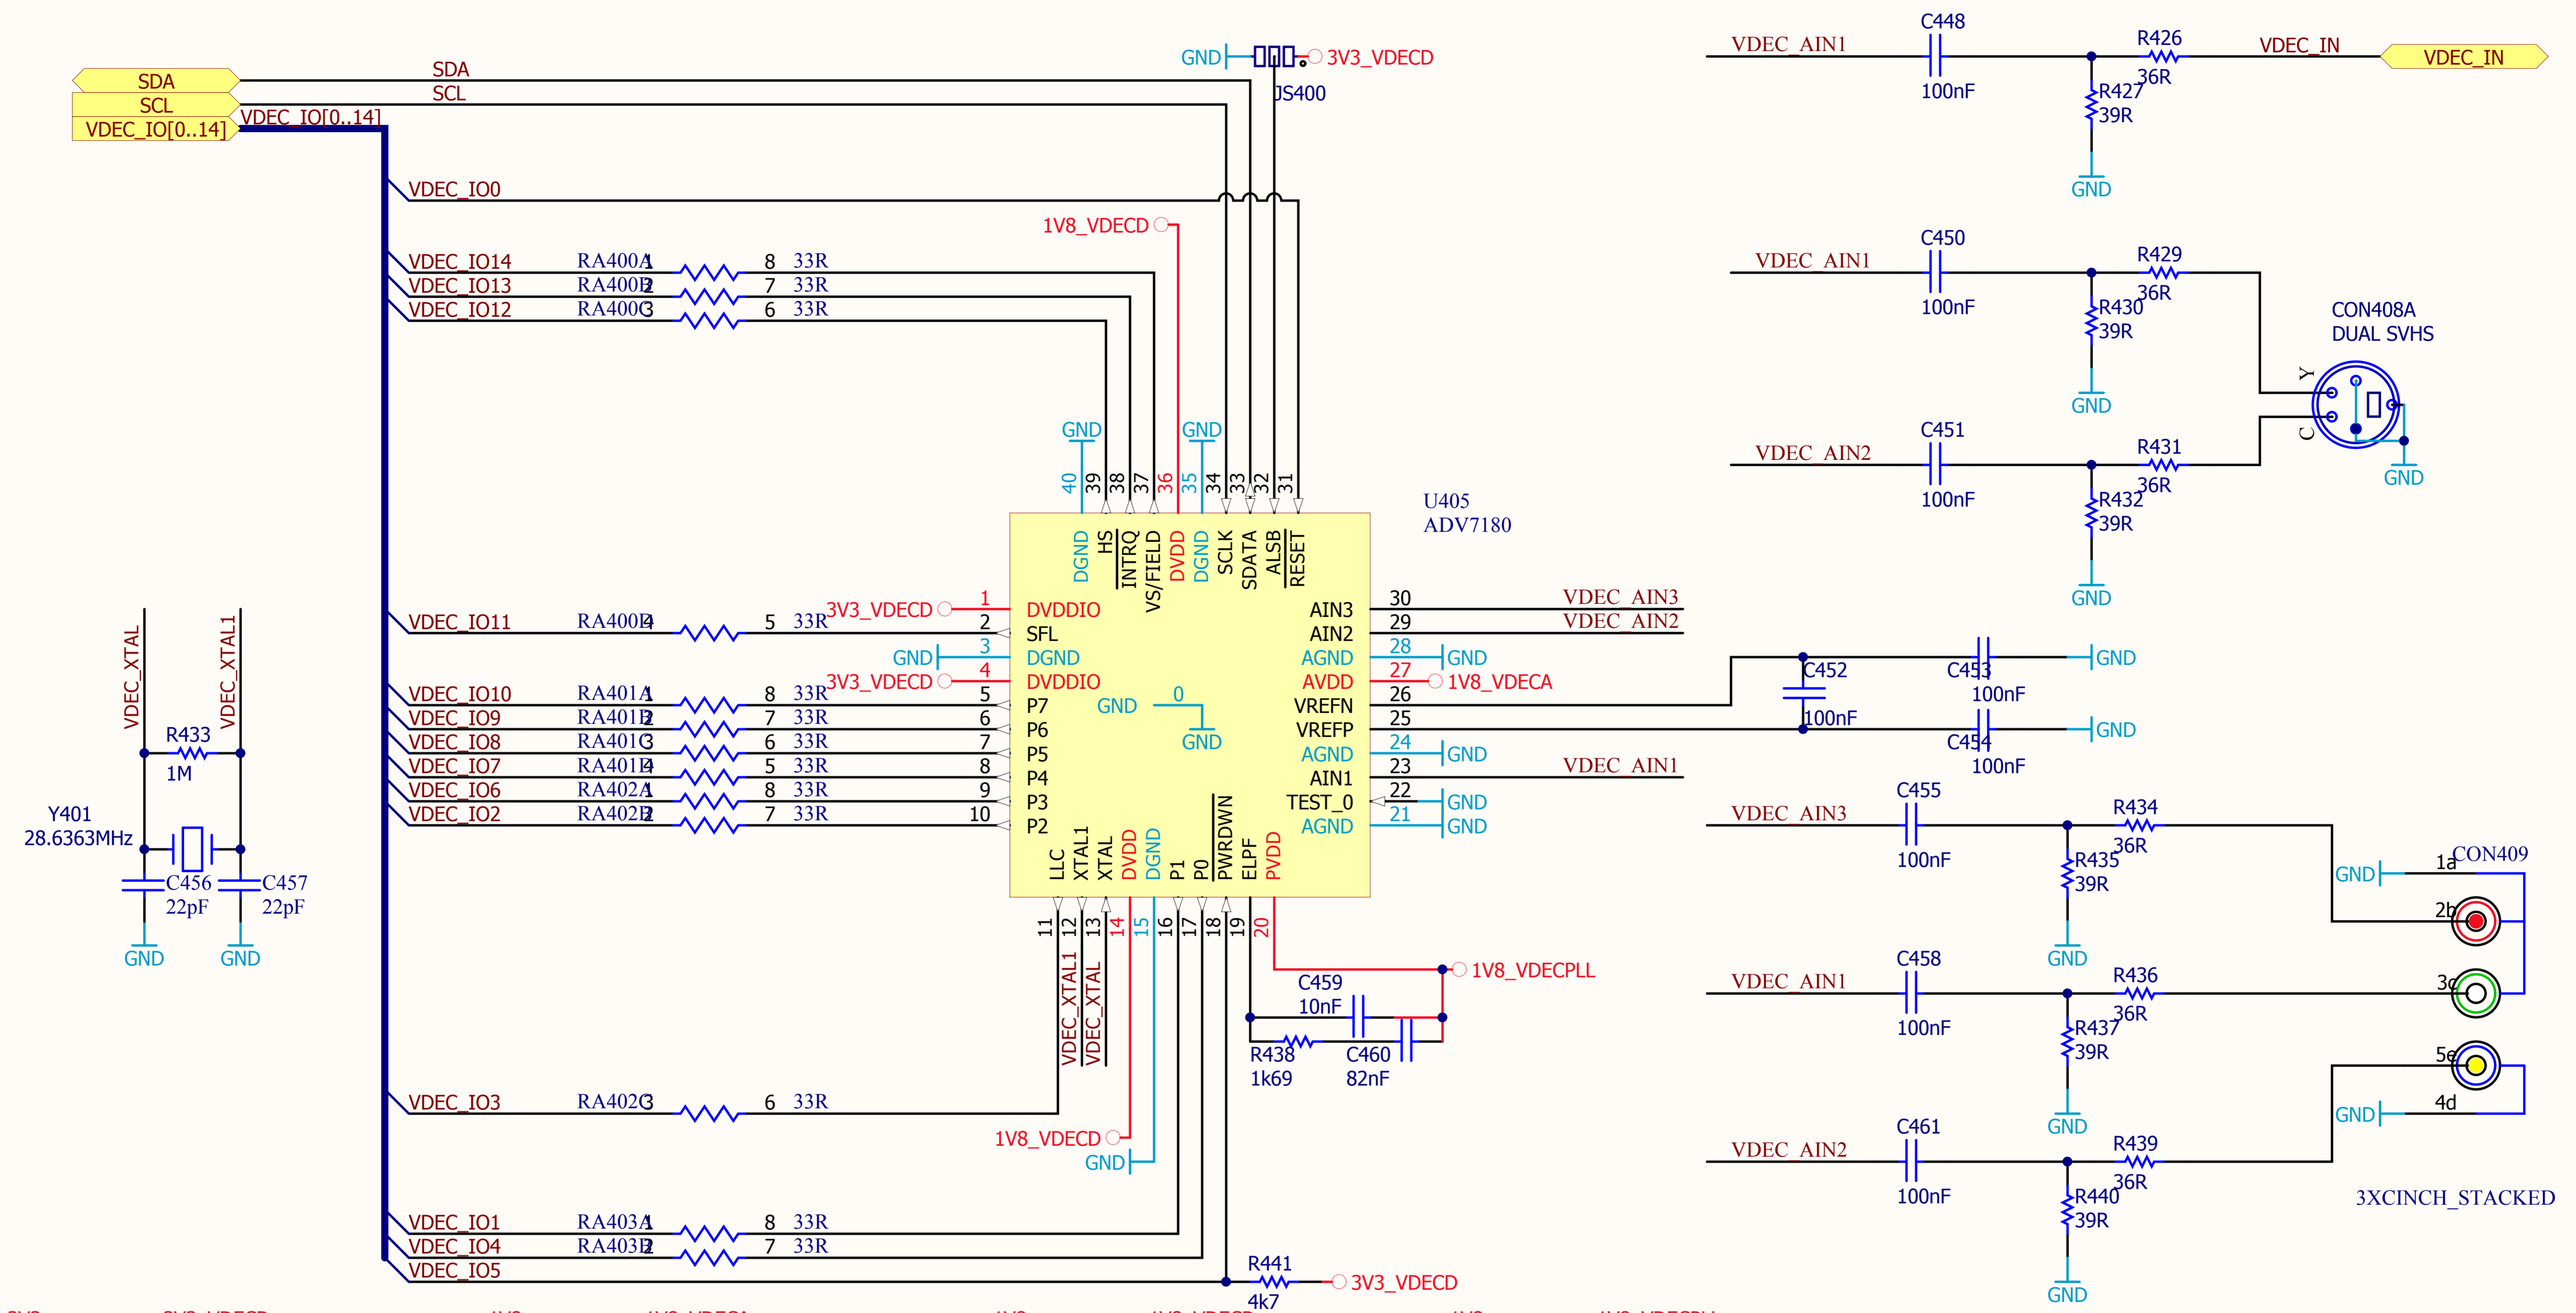 SDA
SCL
VDEC_IO[0..14]
SDA
SCL
VDEC_IO[0..14]
GND
3V3_VDECD
JS400
VDEC_IO0
1V8_VDECD
VDEC_IO14 RA400A 1 8 33R
VDEC_IO13 RA400B 2 7 33R
VDEC_IO12 RA400C 3 6 33R
GND
GND
40 39 38 37 36 35 34 33 32 31
U405
ADV7180
DGND HS INTRQ VS/FIELD DVDD DGND SCLK SDATA ALSB RESET
VDEC_IO11 RA400D 4 5 33R
VDEC_IO10 RA401A 1 8 33R
VDEC_IO9 RA401B 2 7 33R
VDEC_IO8 RA401C 3 6 33R
VDEC_IO7 RA401D 4 5 33R
VDEC_IO6 RA402A 1 8 33R
VDEC_IO2 RA402B 2 7 33R
3V3_VDECD 1 DVDDIO
2 SFL
GND 3 DGND
3V3_VDECD 4 DVDDIO
5 P7
6 P6
7 P5
8 P4
9 P3
10 P2
GND 0
GND
AIN3 30 VDEC_AIN3
AIN2 29 VDEC_AIN2
AGND 28 GND
AVDD 27 1V8_VDECA
VREFN 26
VREFP 25
AGND 24 GND
AIN1 23 VDEC_AIN1
TEST_0 22 GND
AGND 21 GND
LLC XTAL1 XTAL DVDD DGND P1 P0 PWRDWN ELPF PVDD
11 12 13 14 15 16 17 18 19 20
VDEC_XTAL1
VDEC_XTAL
1V8_VDECPLL
C459
10nF
R438
1k69
C460
82nF
VDEC_IO3 RA402C 3 6 33R
1V8_VDECD
GND
VDEC_IO1 RA403A 1 8 33R
VDEC_IO4 RA403B 2 7 33R
VDEC_IO5
R441
4k7
3V3_VDECD
VDEC_XTAL
VDEC_XTAL1
R433
1M
Y401
28.6363MHz
C456
22pF
C457
22pF
GND
GND
VDEC_AIN1
C448
100nF
R426
36R
VDEC_IN
VDEC_IN
R427
39R
GND
VDEC_AIN1
C450
100nF
R429
36R
R430
39R
GND
CON408A
DUAL SVHS
Y
C
GND
VDEC_AIN2
C451
100nF
R431
36R
R432
39R
GND
C452
100nF
C453
100nF
GND
C454
100nF
GND
VDEC_AIN3
C455
100nF
R434
36R
R435
39R
GND
CON409
GND 1a
2b
3c
5e
GND 4d
VDEC_AIN1
C458
100nF
R436
36R
R437
39R
GND
VDEC_AIN2
C461
100nF
R439
36R
R440
39R
GND
3XCINCH_STACKED